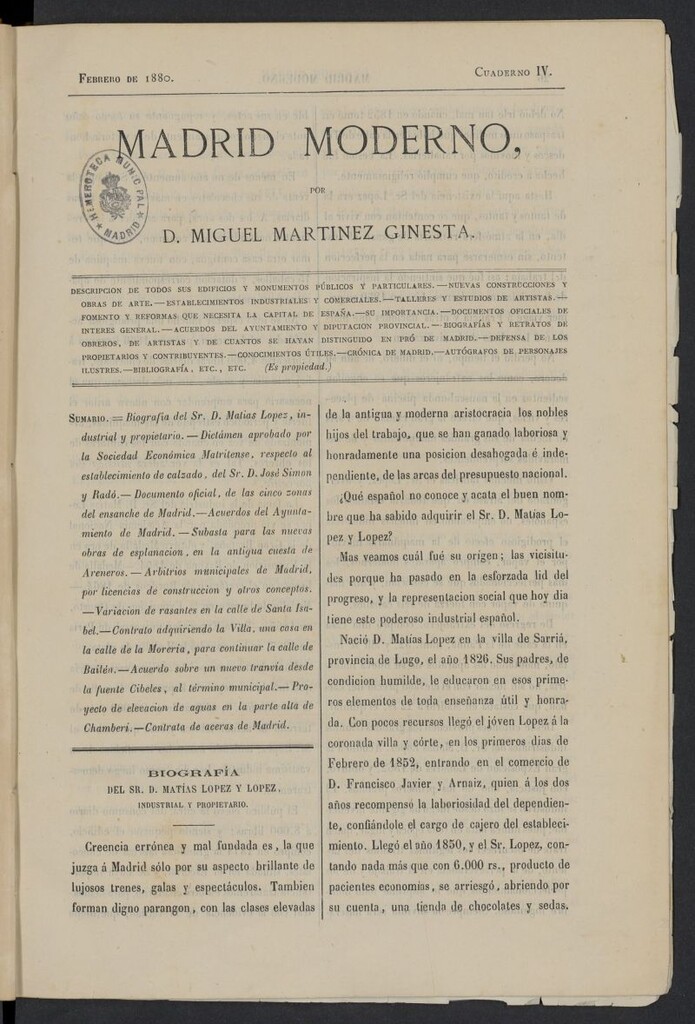 Febrero de 1880.
Cuaderno IV.
MADRID MODERNO,
POR
D. MIGUEL MARTINEZ GINESTA.
HEMEROTECA MUNICIPAL
* MADRID *
DESCRIPCION DE TODOS SUS EDIFICIOS Y MONUMENTOS PÚBLICOS Y PARTICULARES.—NUEVAS CONSTRUCCIONES Y
OBRAS DE ARTE.—ESTABLECIMIENTOS INDUSTRIALES Y COMERCIALES.—TALLERES Y ESTUDIOS DE ARTISTAS.—
FOMENTO Y REFORMAS QUE NECESITA LA CAPITAL DE ESPAÑA.—SU IMPORTANCIA.—DOCUMENTOS OFICIALES DE
INTERES GENERAL.—ACUERDOS DEL AYUNTAMIENTO Y DIPUTACION PROVINCIAL.—BIOGRAFÍAS Y RETRATOS DE
OBREROS, DE ARTISTAS Y DE CUANTOS SE HAYAN DISTINGUIDO EN PRÓ DE MADRID.—DEFENSA DE LOS
PROPIETARIOS Y CONTRIBUYENTES.—CONOCIMIENTOS ÚTILES.—CRÓNICA DE MADRID.—AUTÓGRAFOS DE PERSONAJES
ILUSTRES.—BIBLIOGRAFÍA, ETC., ETC. (Es propiedad.)
Sumario.=Biografía del Sr. D. Matías Lopez, in-
dustrial y propietario.—Dictámen aprobado por
la Sociedad Económica Matritense, respecto al
establecimiento de calzado, del Sr. D. José Simon
y Radó.—Documento oficial, de las cinco zonas
del ensanche de Madrid.—Acuerdos del Ayunta-
miento de Madrid.—Subasta para las nuevas
obras de esplanacion, en la antigua cuesta de
Areneros.—Arbitrios municipales de Madrid,
por licencias de construccion y otros conceptos.
—Variacion de rasantes en la calle de Santa Isa-
bel.—Contrato adquiriendo la Villa, una casa en
la calle de la Moreria, para continuar la calle de
Bailén.—Acuerdo sobre un nuevo tranvia desde
la fuente Cibeles, al término municipal.—Pro-
yecto de elevacion de aguas en la parte alta de
Chamberi.—Contrata de aceras de Madrid.
BIOGRAFÍA
DEL SR. D. MATÍAS LOPEZ Y LOPEZ,
INDUSTRIAL Y PROPIETARIO.
Creencia errónea y mal fundada es, la que
juzga á Madrid sólo por su aspecto brillante de
lujosos trenes, galas y espectáculos. Tambien
forman digno parangon, con las clases elevadas
de la antigua y moderna aristocracia los nobles
hijos del trabajo, que se han ganado laboriosa y
honradamente una posicion desahogada é inde-
pendiente, de las arcas del presupuesto nacional.
¿Qué español no conoce y acata el buen nom-
bre que ha sabido adquirir el Sr. D. Matías Lo-
pez y Lopez?
Mas veamos cuál fué su orígen; las vicisitu-
des porque ha pasado en la esforzada lid del
progreso, y la representacion social que hoy dia
tiene este poderoso industrial español.
Nació D. Matías Lopez en la villa de Sarriá,
provincia de Lugo, el año 1826. Sus padres, de
condicion humilde, le educaron en esos prime-
ros elementos de toda enseñanza útil y honra-
da. Con pocos recursos llegó el jóven Lopez á la
coronada villa y córte, en los primeros dias de
Febrero de 1852, entrando en el comercio de
D. Francisco Javier y Arnaiz, quien á los dos
años recompensó la laboriosidad del dependien-
te, confiándole el cargo de cajero del estableci-
miento. Llegó el año 1850, y el Sr. Lopez, con-
tando nada más que con 6.000 rs., producto de
pacientes economías, se arriesgó, abriendo por
su cuenta, una tienda de chocolates y sedas.